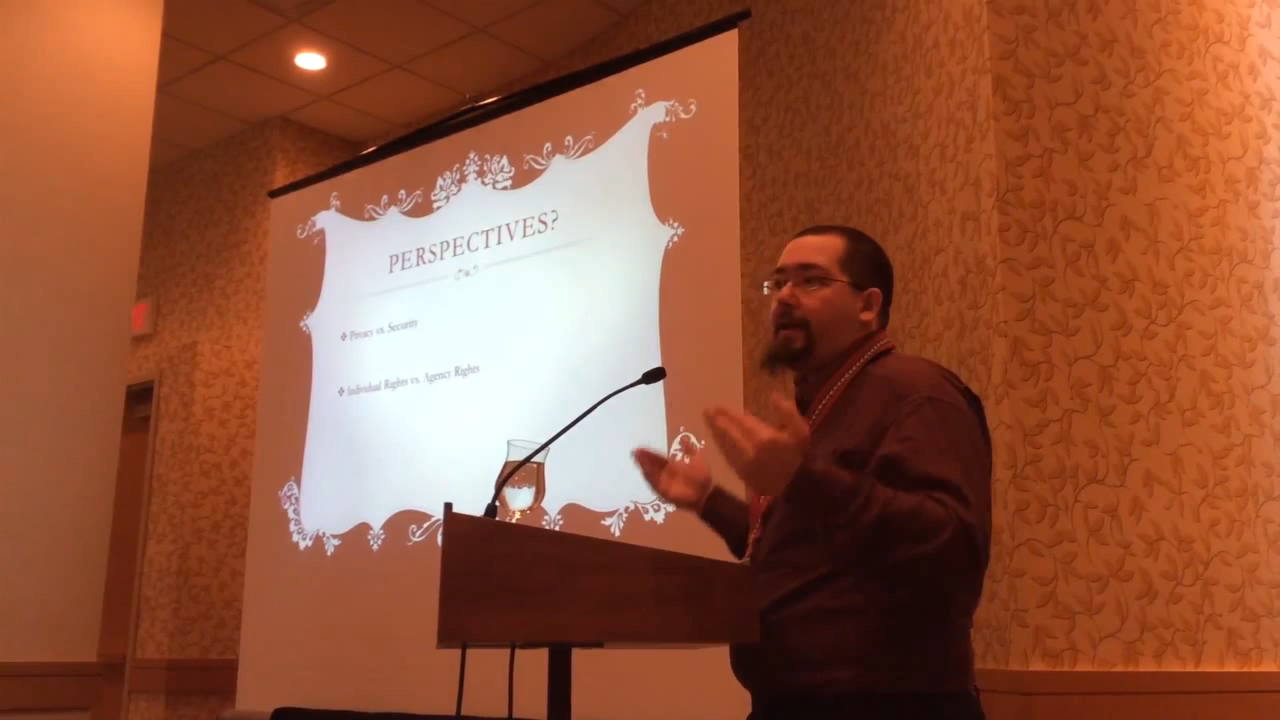 PERSPECTIVES?
❖ Privacy vs. Security
❖ Individual Rights vs. Agency Rights